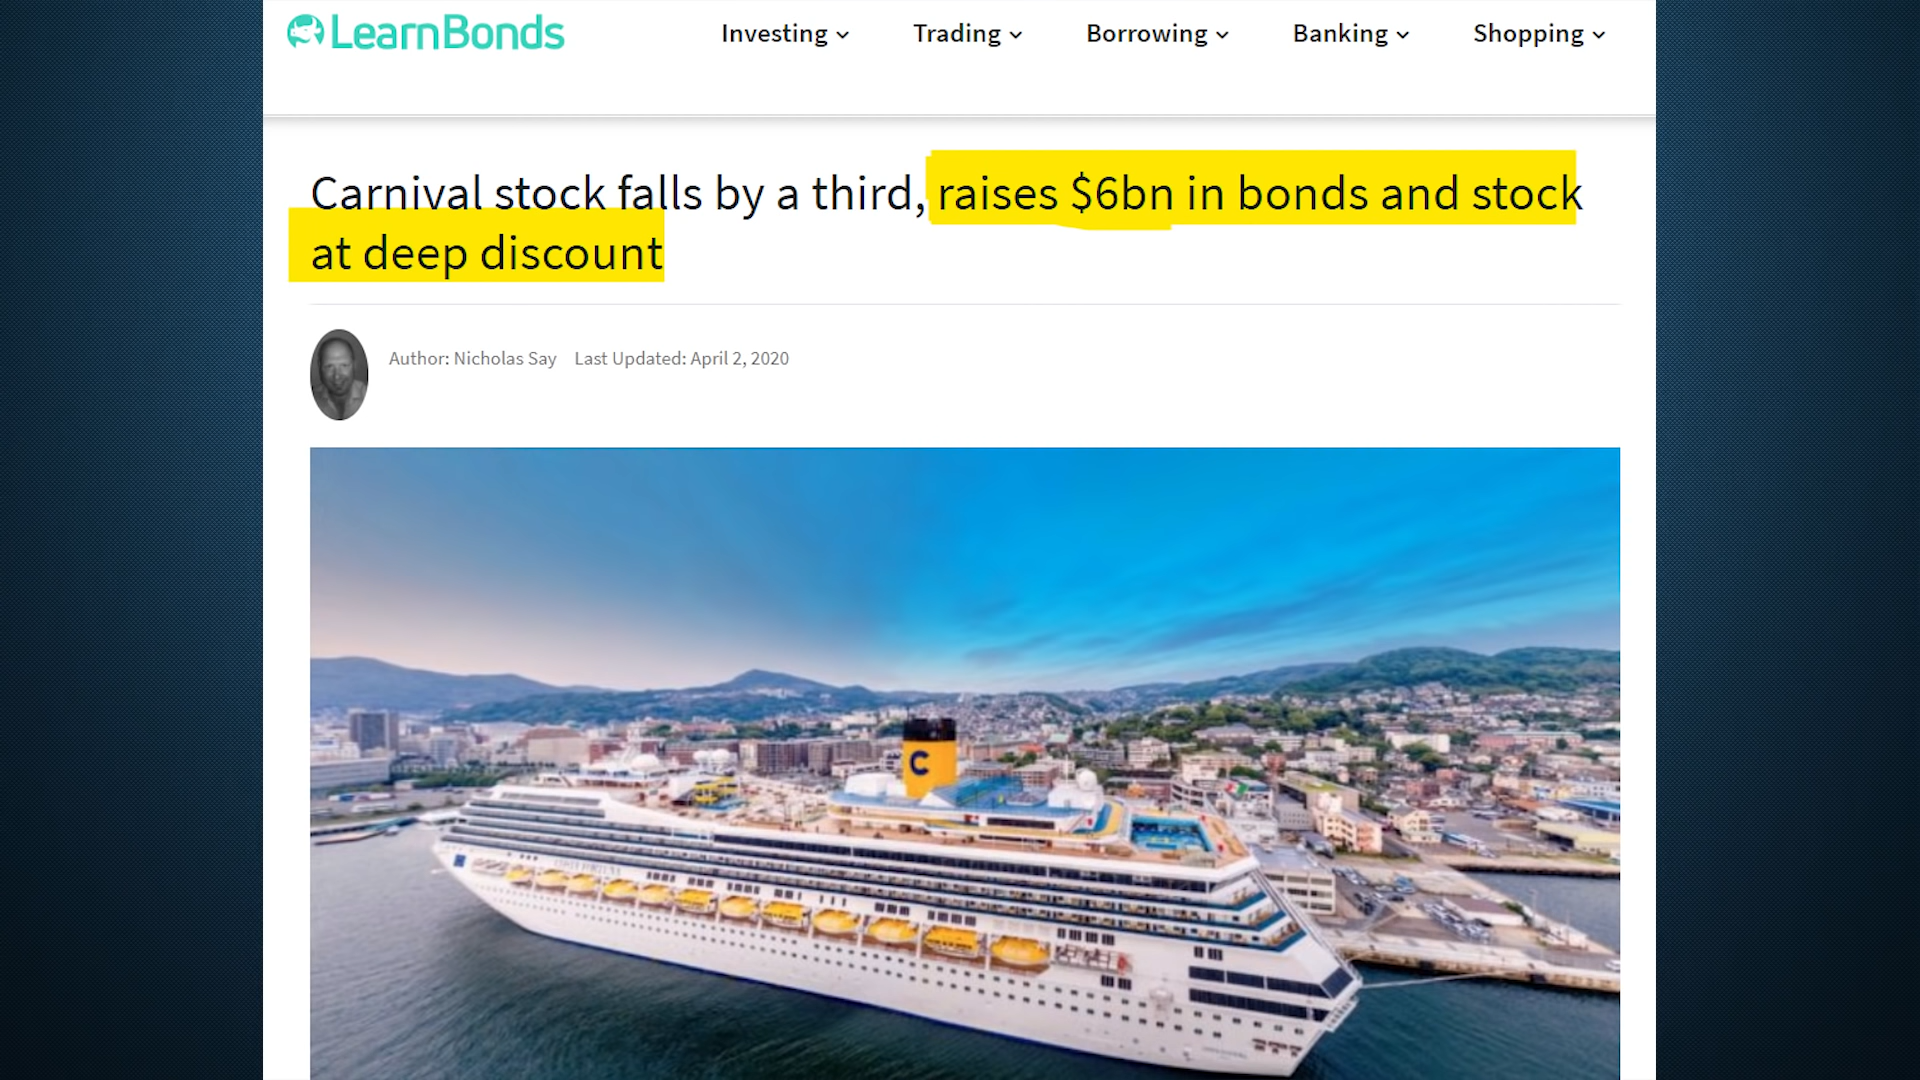 LearnBonds
Investing
Trading
Borrowing
Banking
Shopping
Carnival stock falls by a third, raises $6bn in bonds and stock
at deep discount
Author: Nicholas Say Last Updated: April 2, 2020
C